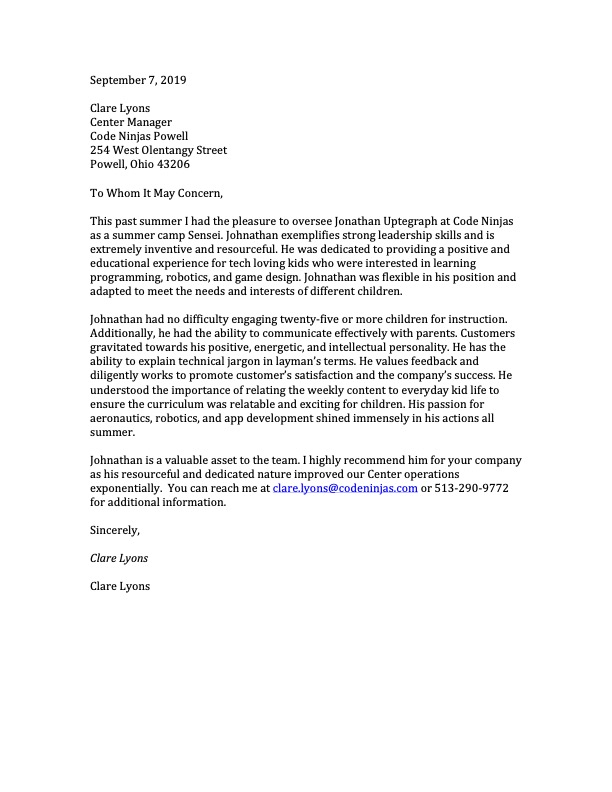 September 7, 2019
Clare Lyons
Center Manager
Code Ninjas Powell
254 West Olentangy Street
Powell, Ohio 43206
To Whom It May Concern,
This past summer I had the pleasure to oversee Jonathan Uptegraph at Code Ninjas
as a summer camp Sensei. Johnathan exemplifies strong leadership skills and is
extremely inventive and resourceful. He was dedicated to providing a positive and
educational experience for tech loving kids who were interested in learning
programming, robotics, and game design. Johnathan was flexible in his position and
adapted to meet the needs and interests of different children.
Johnathan had no difficulty engaging twenty-five or more children for instruction.
Additionally, he had the ability to communicate effectively with parents. Customers
gravitated towards his positive, energetic, and intellectual personality. He has the
ability to explain technical jargon in layman's terms. He values feedback and
diligently works to promote customer's satisfaction and the company's success. He
understood the importance of relating the weekly content to everyday kid life to
ensure the curriculum was relatable and exciting for children. His passion for
aeronautics, robotics, and app development shined immensely in his actions all
summer.
Johnathan is a valuable asset to the team. I highly recommend him for your company
as his resourceful and dedicated nature improved our Center operations
exponentially.  You can reach me at clare.lyons@codeninjas.com or 513-290-9772
for additional information.
Sincerely,
Clare Lyons
Clare Lyons